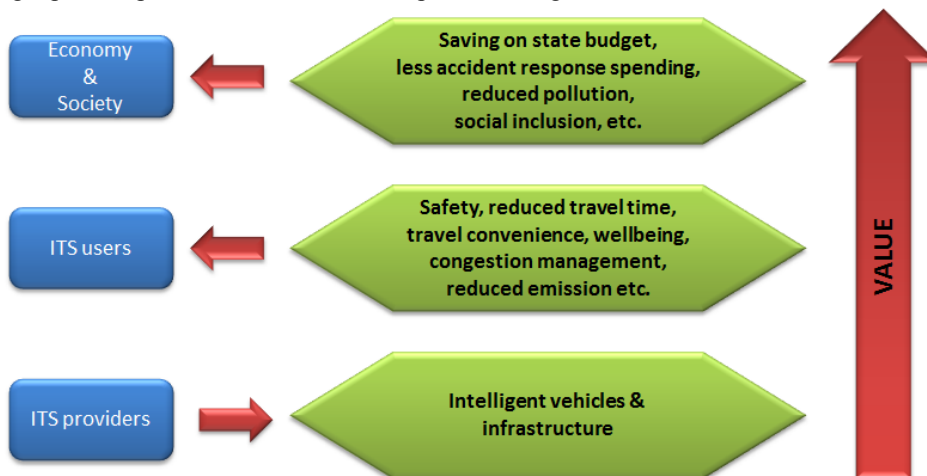 Economy
&
Society
Saving on state budget,
less accident response spending,
reduced pollution,
social inclusion, etc.
ITS users
Safety, reduced travel time,
travel convenience, wellbeing,
congestion management,
reduced emission etc.
ITS providers
Intelligent vehicles &
infrastructure
VALUE